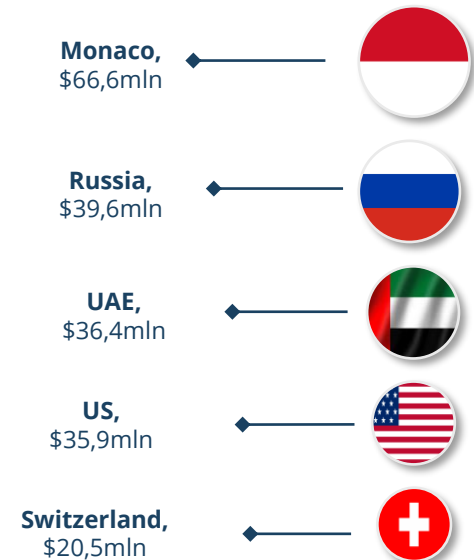 Monaco,
$66,6mln
Russia,
$39,6mln
UAE,
$36,4mln
US,
$35,9mln
Switzerland,
$20,5mln